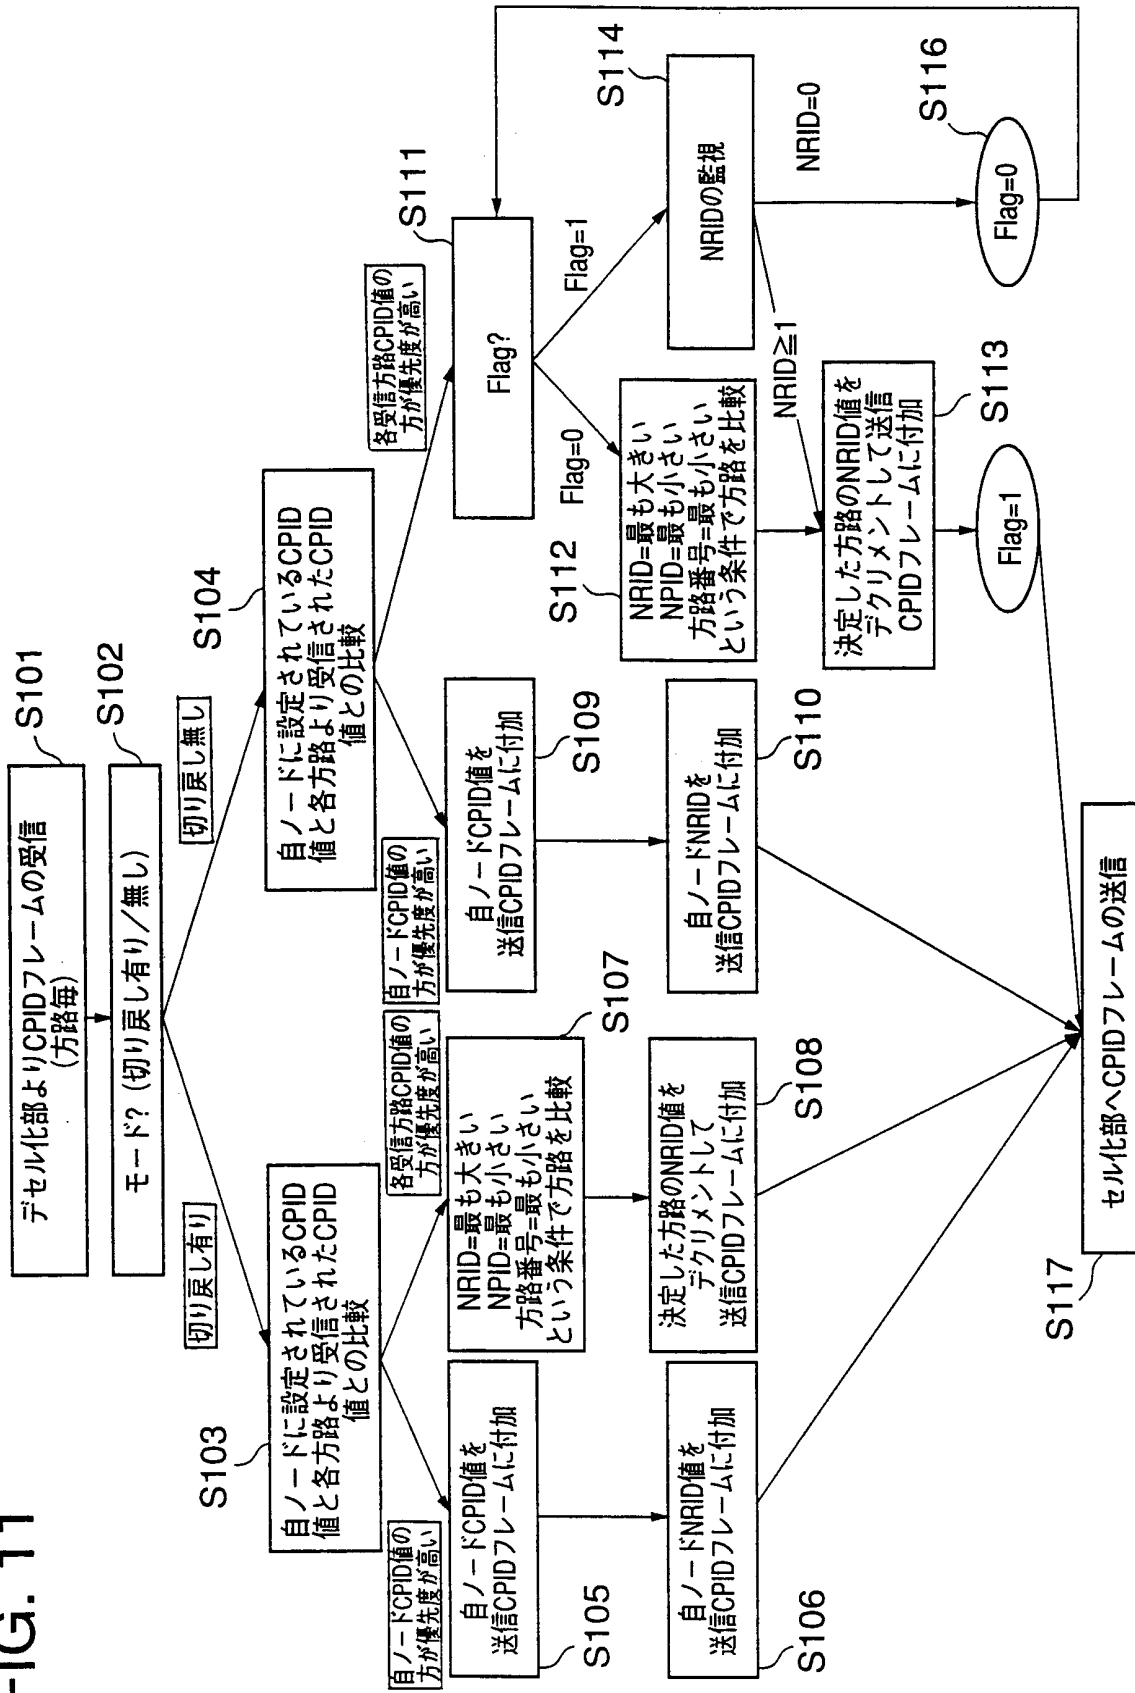 FIG. 11
デセル化部よりCPIDフレームの受信
(方路毎)
S101
モード? (切り戻し有り/無し)
S102
切り戻し有り
切り戻し無し
自ノードに設定されているCPID
値と各方路より受信されたCPID
値との比較
S103
自ノードに設定されているCPID
値と各方路より受信されたCPID
値との比較
S104
自ノードCPID値の
方が優先度が高い
各受信方路CPID値の
方が優先度が高い
自ノードCPID値の
方が優先度が高い
各受信方路CPID値の
方が優先度が高い
自ノードCPID値を
送信CPIDフレームに付加
S105
NRID=最も大きい
NPID=最も小さい
方路番号=最も小さい
という条件で方路を比較
S107
自ノードCPID値を
送信CPIDフレームに付加
S109
Flag?
S111
Flag=0
Flag=1
自ノードNRID値を
送信CPIDフレームに付加
S106
決定した方路のNRID値を
デクリメントして
送信CPIDフレームに付加
S108
自ノードNRIDを
送信CPIDフレームに付加
S110
NRID=最も大きい
NPID=最も小さい
方路番号=最も小さい
という条件で方路を比較
S112
NRIDの監視
S114
NRID≧1
NRID=0
決定した方路のNRID値を
デクリメントして送信
CPIDフレームに付加
S113
Flag=1
Flag=0
S116
セル化部へCPIDフレームの送信
S117